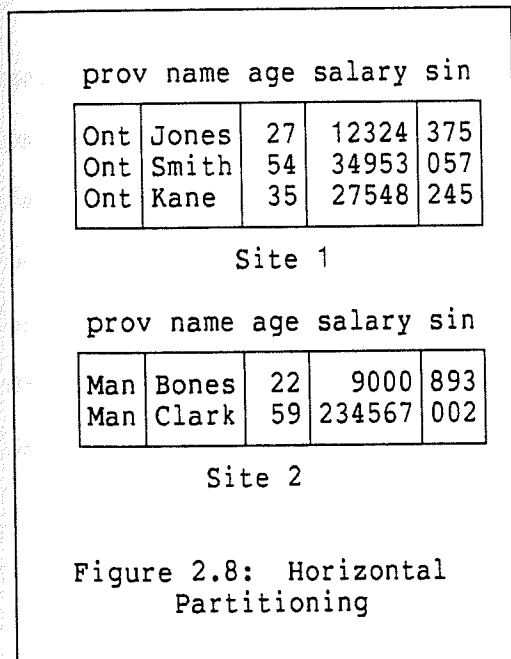 prov name age salary sin
Ont Jones 27 12324 375
Ont Smith 54 34953 057
Ont Kane 35 27548 245
Site 1
prov name age salary sin
Man Bones 22 9000 893
Man Clark 59 234567 002
Site 2
Figure 2.8: Horizontal
Partitioning